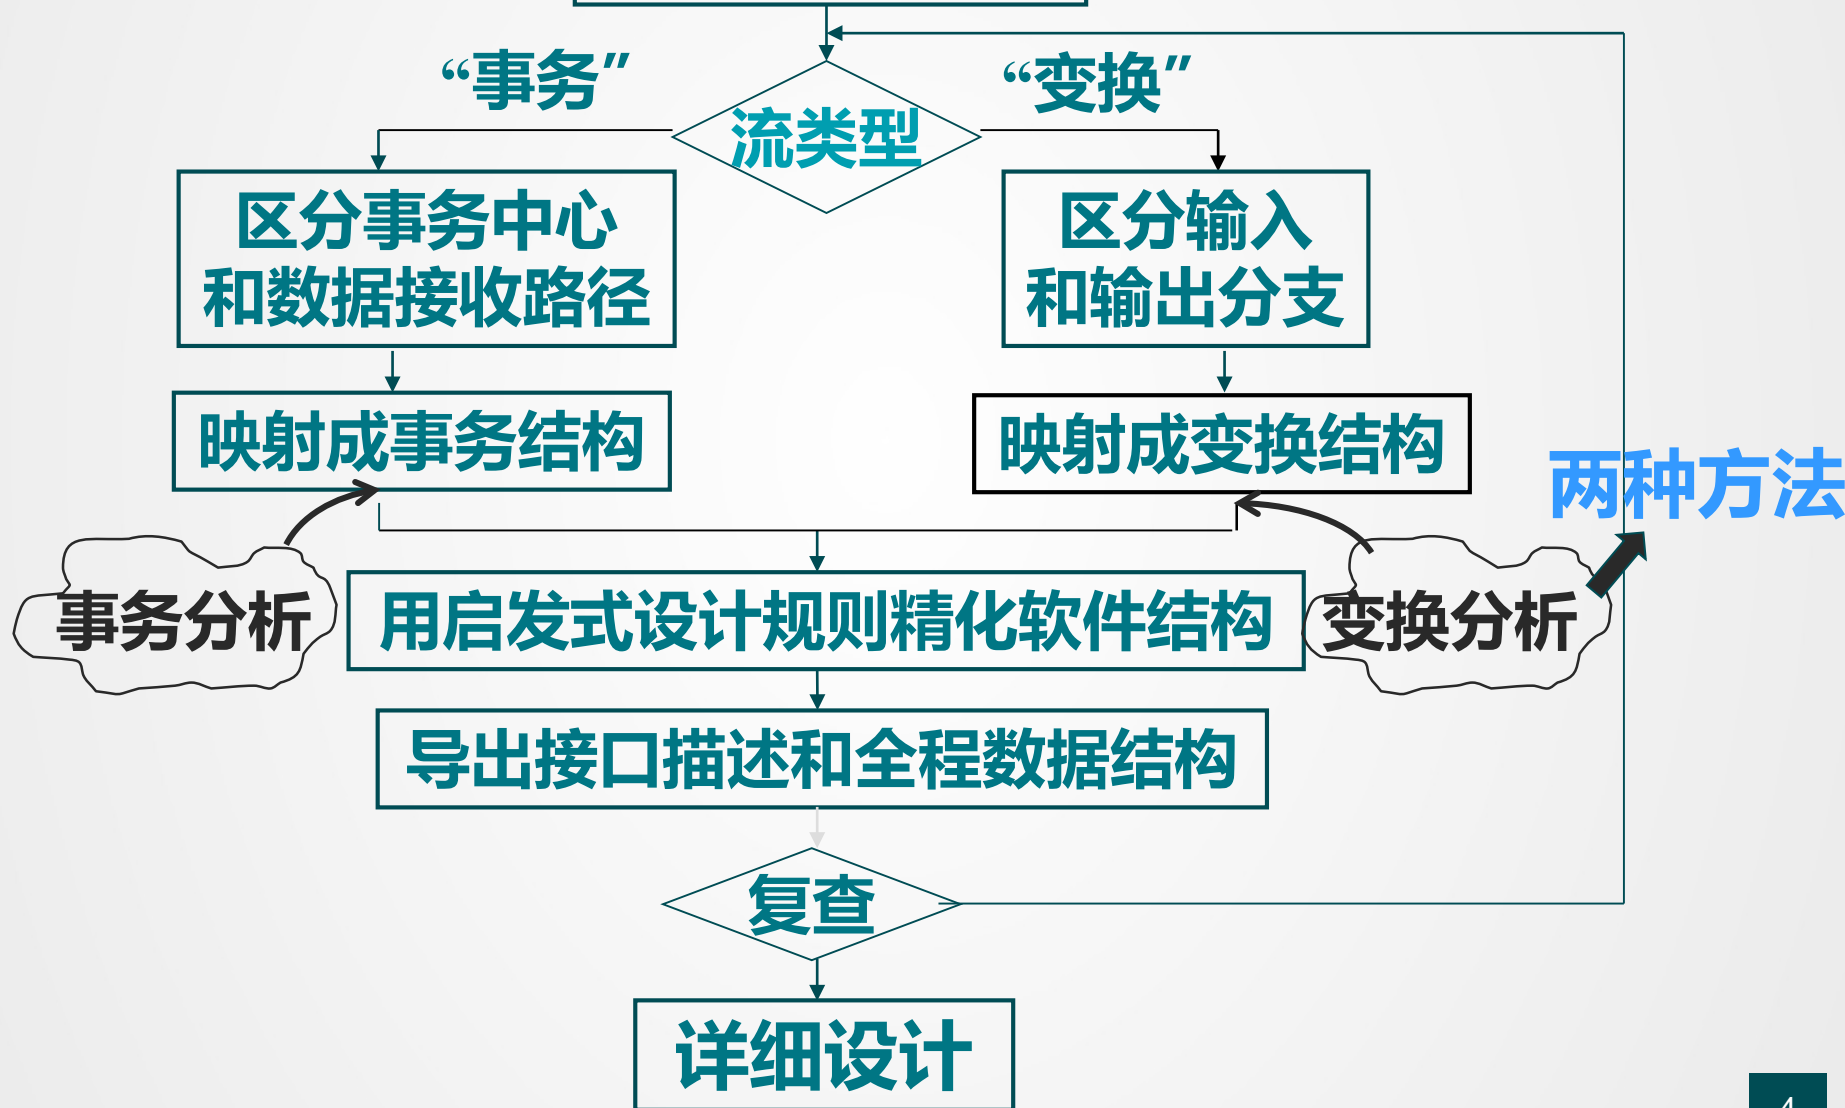 “事务”
“变换”
流类型
区分事务中心
和数据接收路径
区分输入
和输出分支
映射成事务结构
映射成变换结构
两种方法
事务分析
用启发式设计规则精化软件结构
变换分析
导出接口描述和全程数据结构
复查
详细设计
4